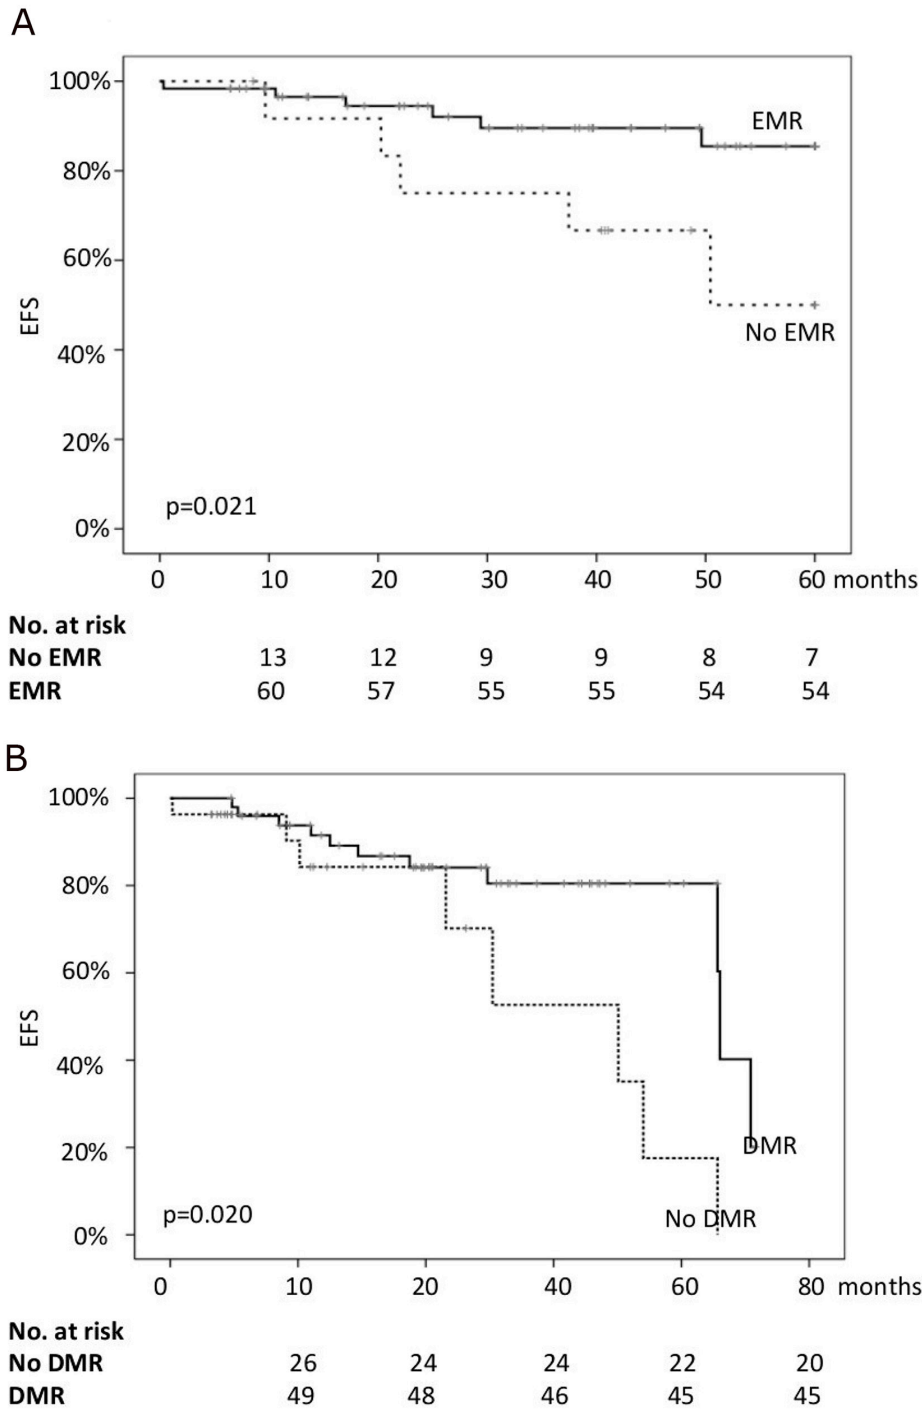 A
100%
80%
60%
40%
20%
0%
EFS
EMR
No EMR
p=0.021
0 10 20 30 40 50 60 months
No. at risk
No EMR 13 12 9 9 8 7
EMR 60 57 55 55 54 54
B
100%
80%
60%
40%
20%
0%
EFS
DMR
No DMR
p=0.020
0 10 20 40 60 80 months
No. at risk
No DMR 26 24 24 22 20
DMR 49 48 46 45 45